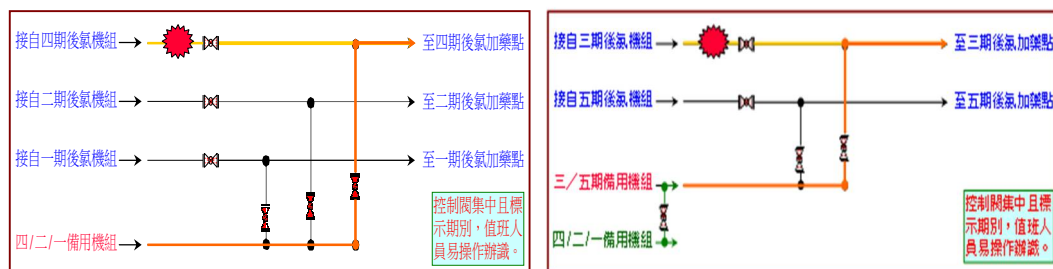 接自四期後氯機組
至四期後氯加藥點
接自二期後氯機組
至二期後氯加藥點
接自一期後氯機組
至一期後氯加藥點
四/二/一備用機組
控制閥集中且標
示期別，值班人
員易操作辦識。
接自三期後氯機組
至三期後氯加藥點
接自五期後氯機組
至五期後氯加藥點
三/五期備用機組
四/二/一備用機組
控制閥集中且標
示期別，值班人
員易操作辦識。